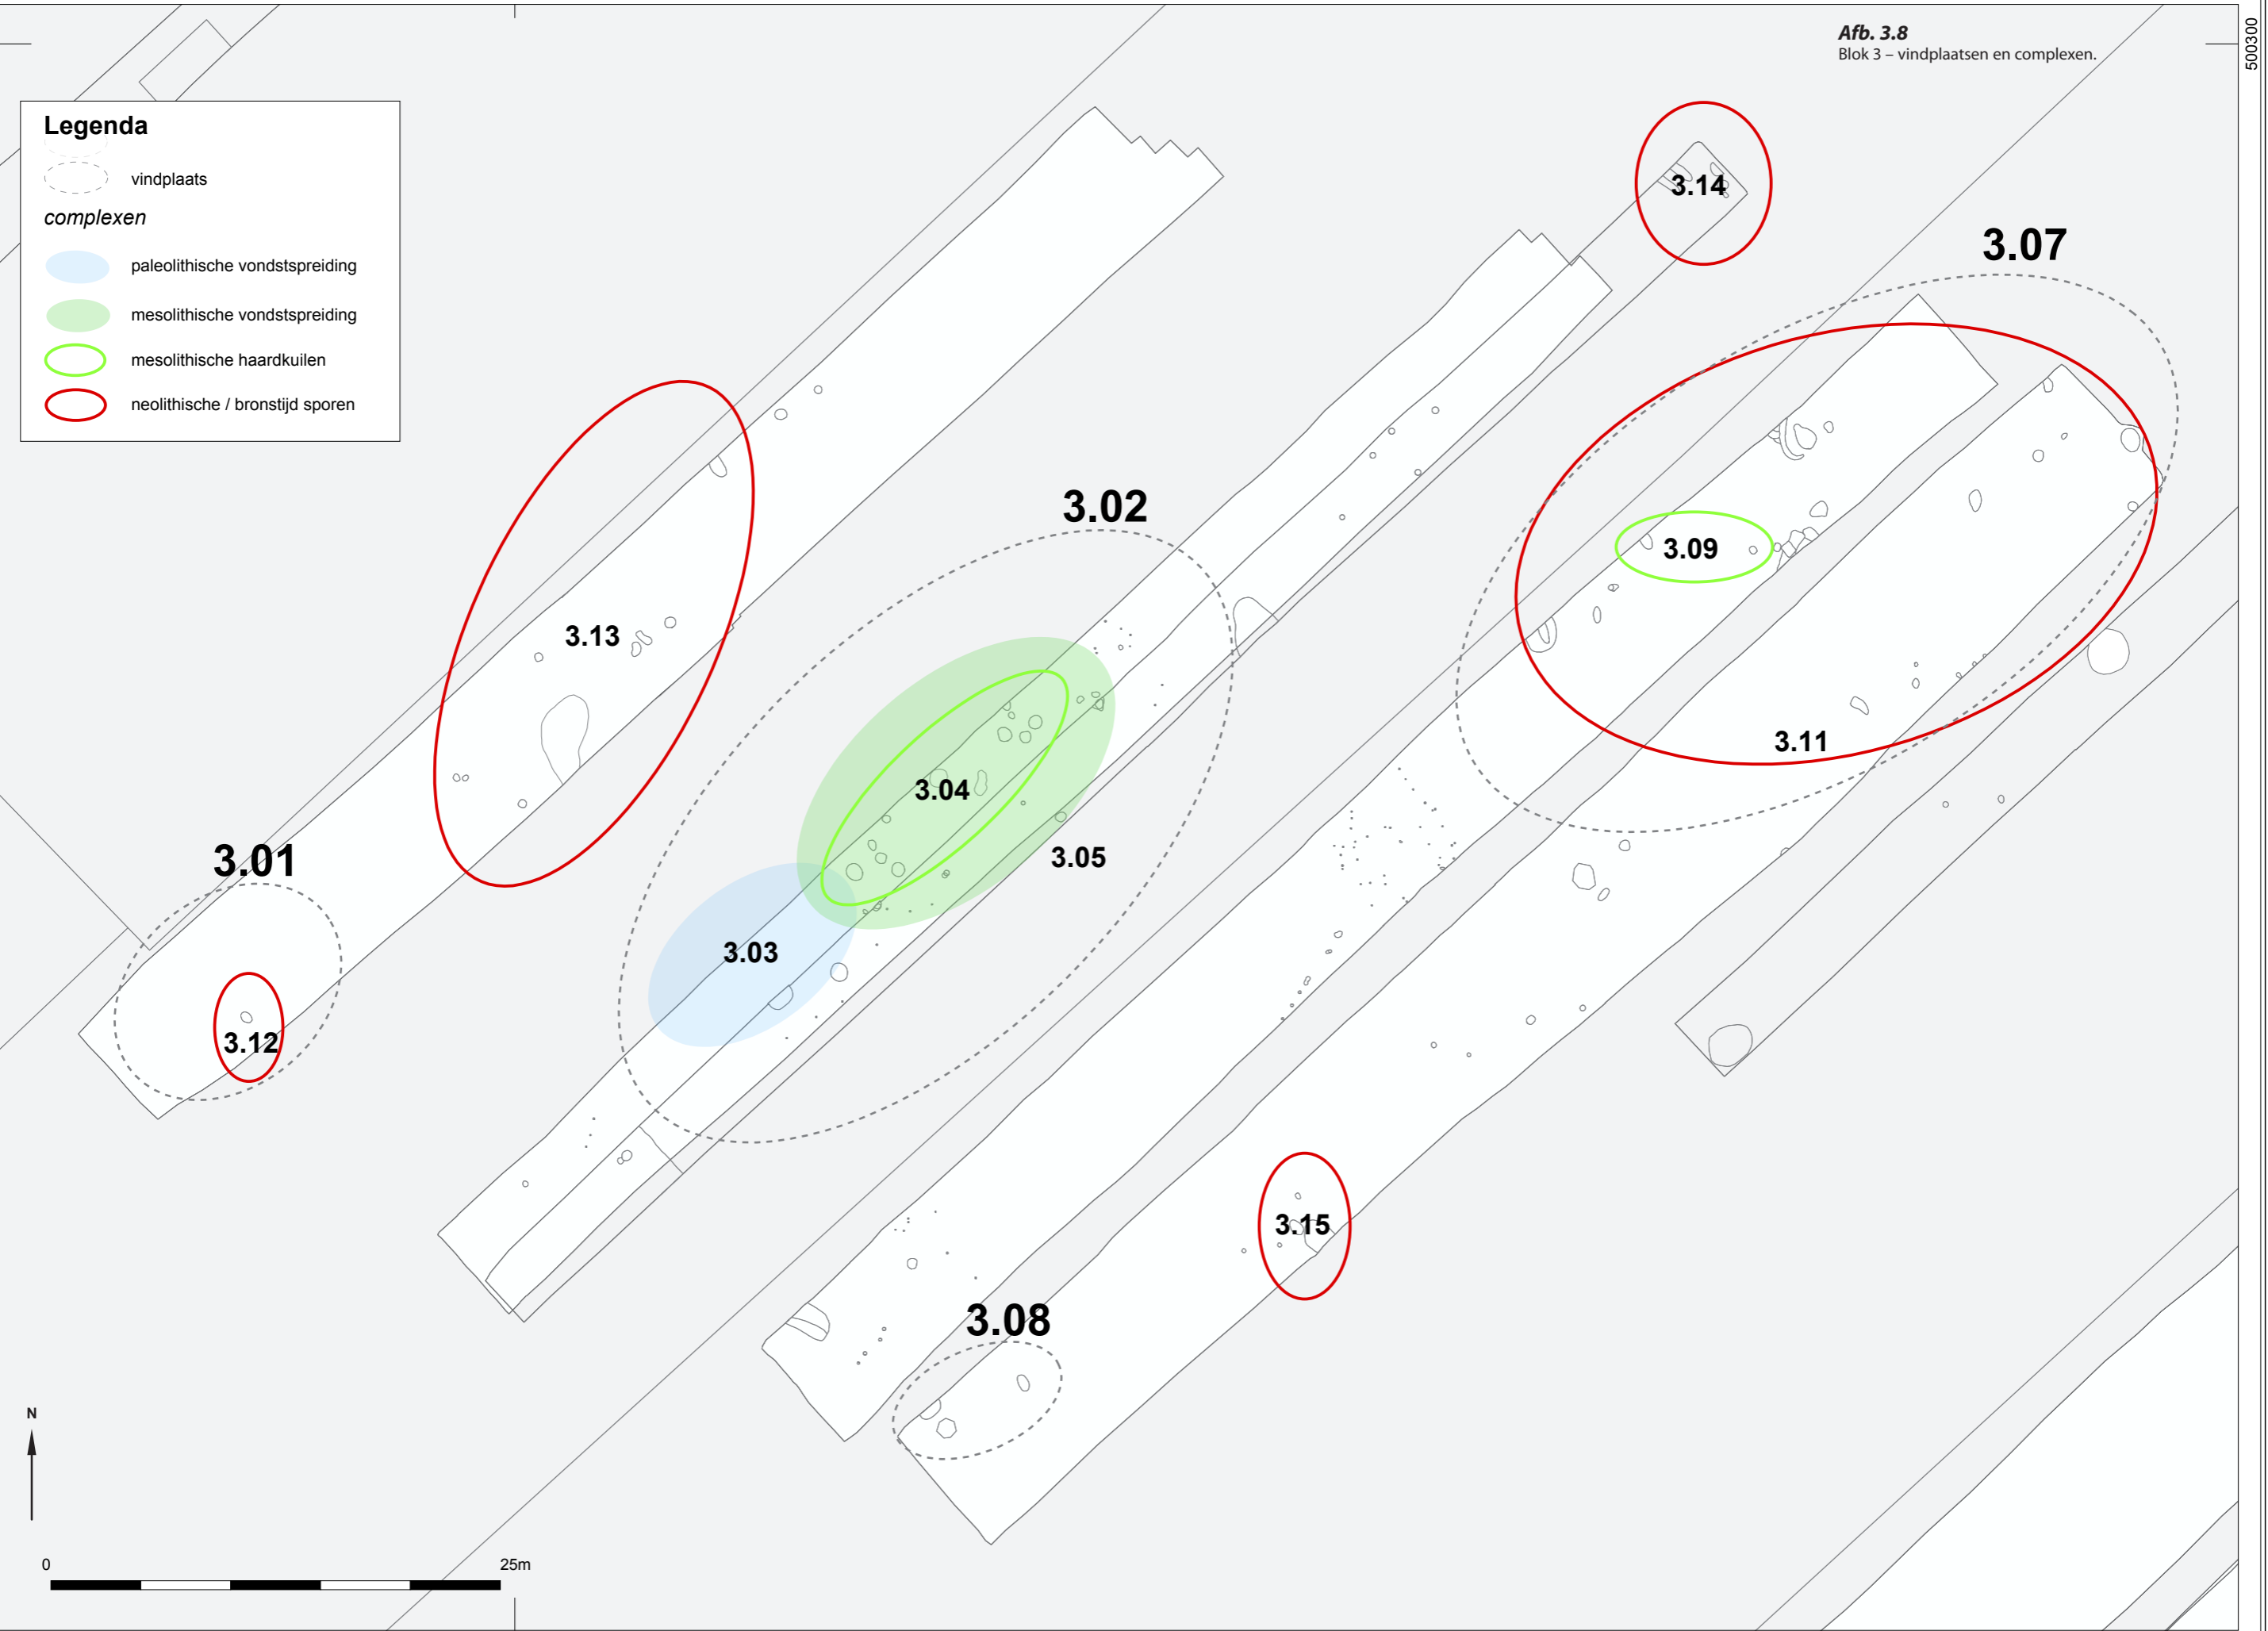 Afb. 3.8
Blok 3 – vindplaatsen en complexen.
500300
Legenda
vindplaats
complexen
paleolithische vondstspreiding
mesolithische vondstspreiding
mesolithische haardkuilen
neolithische / bronstijd sporen
3.14
3.07
3.02
3.09
3.13
3.11
3.04
3.05
3.01
3.03
3.12
3.15
3.08
N
0 25m